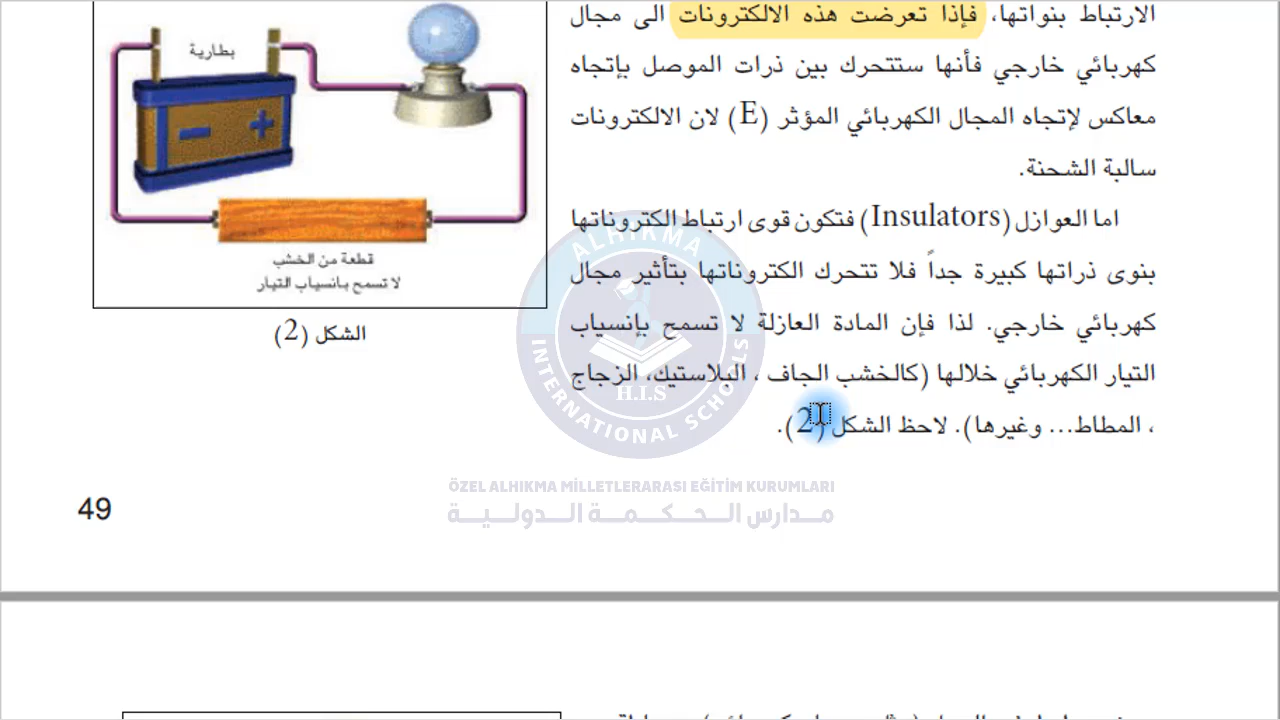 الارتباط بنواتها، فإذا تعرضت هذه الالكترونات الى مجال
كهربائي خارجي فأنها ستتحرك بين ذرات الموصل بإتجاه
معاكس لإتجاه المجال الكهربائي المؤثر (E) لان الالكترونات
سالبة الشحنة.
اما العوازل (Insulators) فتكون قوى ارتباط الكتروناتها
بنوى ذراتها كبيرة جداً فلا تتحرك الكتروناتها بتأثير مجال
كهربائي خارجي. لذا فإن المادة العازلة لا تسمح بإنسياب
التيار الكهربائي خلالها (كالخشب الجاف ، البلاستيك، الزجاج
، المطاط... وغيرها). لاحظ الشكل (2).
بطارية
− +
قطعة من الخشب
لا تسمح بانسياب التيار
الشكل (2)
ALHIKMA
INTERNATIONAL SCHOOLS
H.I.S
ÖZEL ALHIKMA MİLLETLERARASI EĞİTİM KURUMLARI
مدارس الحكمة الدولية
49